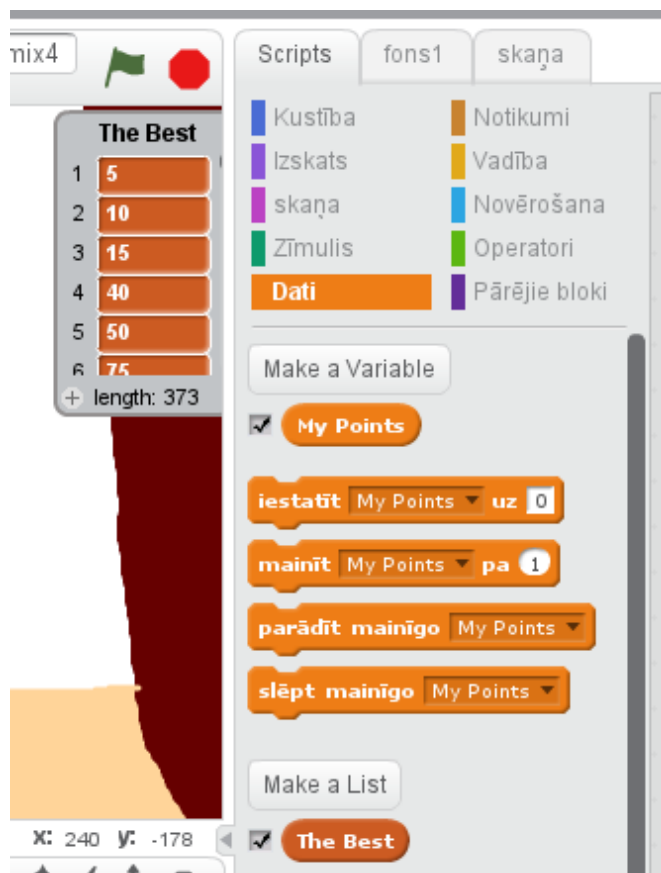 mix4
Scripts
fons1
skaņa
The Best
1 5
2 10
3 15
4 40
5 50
6 75
length: 373
x: 240 y: -178
Kustība
Notikumi
Izskats
Vadība
skaņa
Novērošana
Zīmulis
Operatori
Dati
Pārējie bloki
Make a Variable
My Points
iestatīt My Points uz 0
mainīt My Points pa 1
parādīt mainīgo My Points
slēpt mainīgo My Points
Make a List
The Best